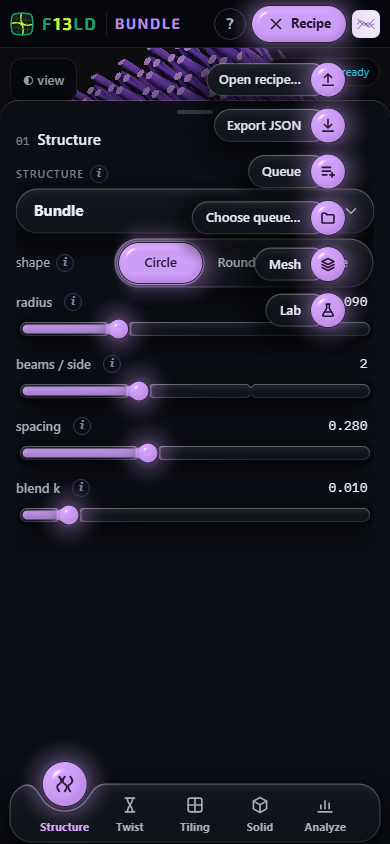 F13LD BUNDLE ? Recipe
view
ready
Open recipe...
Export JSON
01 Structure
Queue
STRUCTURE i
Choose queue...
Bundle
shape i Circle Round
Mesh
radius i 090
Lab
beams / side i 2
spacing i 0.280
blend k i 0.010
Structure Twist Tiling Solid Analyze